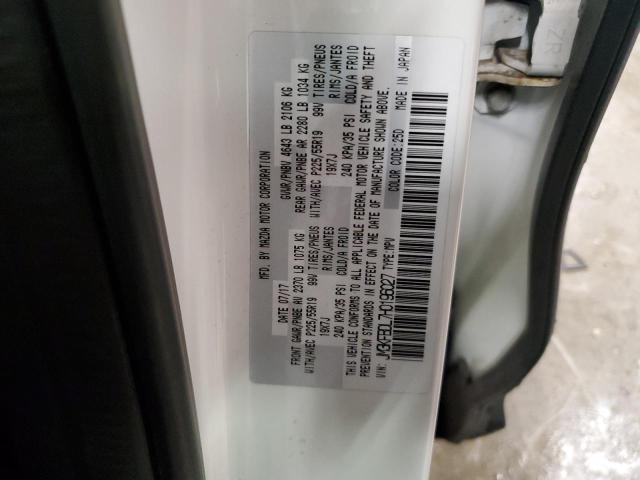 MFD. BY MAZDA MOTOR CORPORATION
DATE 07/17 GVWR/PNBV 4643 LB 2106 KG
FRONT GAWR/PNBE AV 2370 LB 1075 KG REAR GAWR/PNBE AR 2280 LB 1034 KG
WITH/AVEC P225/55R19 99V TIRES/PNEUS WITH/AVEC P225/55R19 99V TIRES/PNEUS
19X7J RIMS/JANTES 19X7J RIMS/JANTES
240 KPA/35 PSI COLD/A FROID 240 KPA/35 PSI COLD/A FROID
THIS VEHICLE CONFORMS TO ALL APPLICABLE FEDERAL MOTOR VEHICLE SAFETY AND THEFT
STANDARDS IN EFFECT ON THE DATE OF MANUFACTURE SHOWN ABOVE.
COLOR CODE:25D MADE IN JAPAN
VIN: TYPE:MPV
ZR